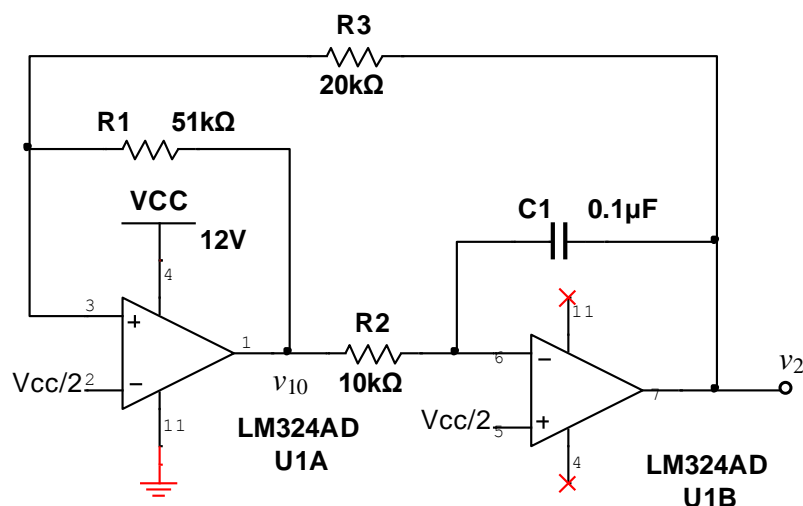 R3
20kΩ
R1 51kΩ
VCC
12V
C1 0.1µF
4
3
1
R2
10kΩ
Vcc/2
2
11
v10
LM324AD
U1A
11
6
7
v2
Vcc/2
5
4
LM324AD
U1B
+
−
−
+